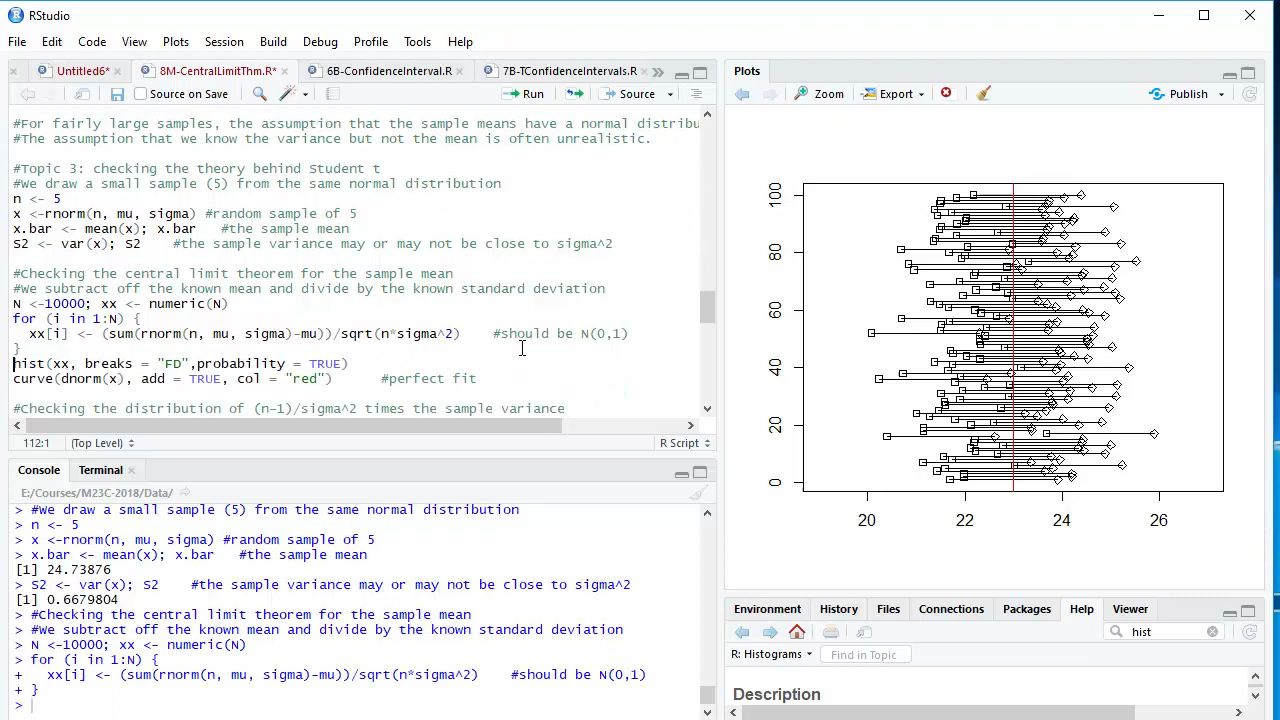 RStudio
File Edit Code View Plots Session Build Debug Profile Tools Help
Untitled6* 8M-CentralLimitThm.R* 6B-ConfidenceInterval.R 7B-TConfidenceIntervals.R
Source on Save Run Source
#For fairly large samples, the assumption that the sample means have a normal distribu
#The assumption that we know the variance but not the mean is often unrealistic.
#Topic 3: checking the theory behind Student t
#We draw a small sample (5) from the same normal distribution
n <- 5
x <-rnorm(n, mu, sigma) #random sample of 5
x.bar <- mean(x); x.bar #the sample mean
S2 <- var(x); S2 #the sample variance may or may not be close to sigma^2
#Checking the central limit theorem for the sample mean
#We subtract off the known mean and divide by the known standard deviation
N <-10000; xx <- numeric(N)
for (i in 1:N) {
xx[i] <- (sum(rnorm(n, mu, sigma)-mu))/sqrt(n*sigma^2) #should be N(0,1)
}
hist(xx, breaks = "FD",probability = TRUE)
curve(dnorm(x), add = TRUE, col = "red") #perfect fit
#Checking the distribution of (n-1)/sigma^2 times the sample variance
112:1 (Top Level) R Script
Console Terminal
E:/Courses/M23C-2018/Data/
> #We draw a small sample (5) from the same normal distribution
> n <- 5
> x <-rnorm(n, mu, sigma) #random sample of 5
> x.bar <- mean(x); x.bar #the sample mean
[1] 24.73876
> S2 <- var(x); S2 #the sample variance may or may not be close to sigma^2
[1] 0.6679804
> #Checking the central limit theorem for the sample mean
> #We subtract off the known mean and divide by the known standard deviation
> N <-10000; xx <- numeric(N)
> for (i in 1:N) {
+ xx[i] <- (sum(rnorm(n, mu, sigma)-mu))/sqrt(n*sigma^2) #should be N(0,1)
+ }
>
Plots
Zoom Export Publish
100
80
60
40
20
0
20 22 24 26
Environment History Files Connections Packages Help Viewer
hist
R: Histograms Find in Topic
Description